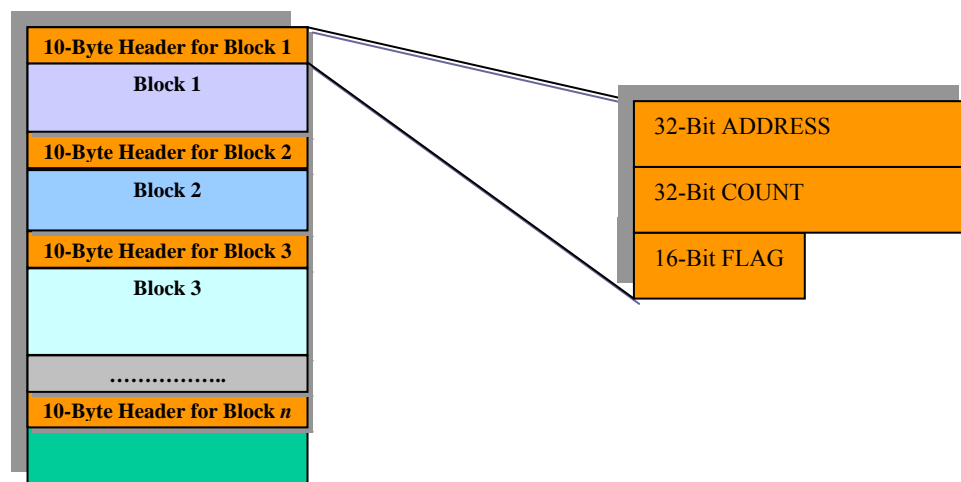 10-Byte Header for Block 1
Block 1
10-Byte Header for Block 2
Block 2
10-Byte Header for Block 3
Block 3
……………..
10-Byte Header for Block n
32-Bit ADDRESS
32-Bit COUNT
16-Bit FLAG